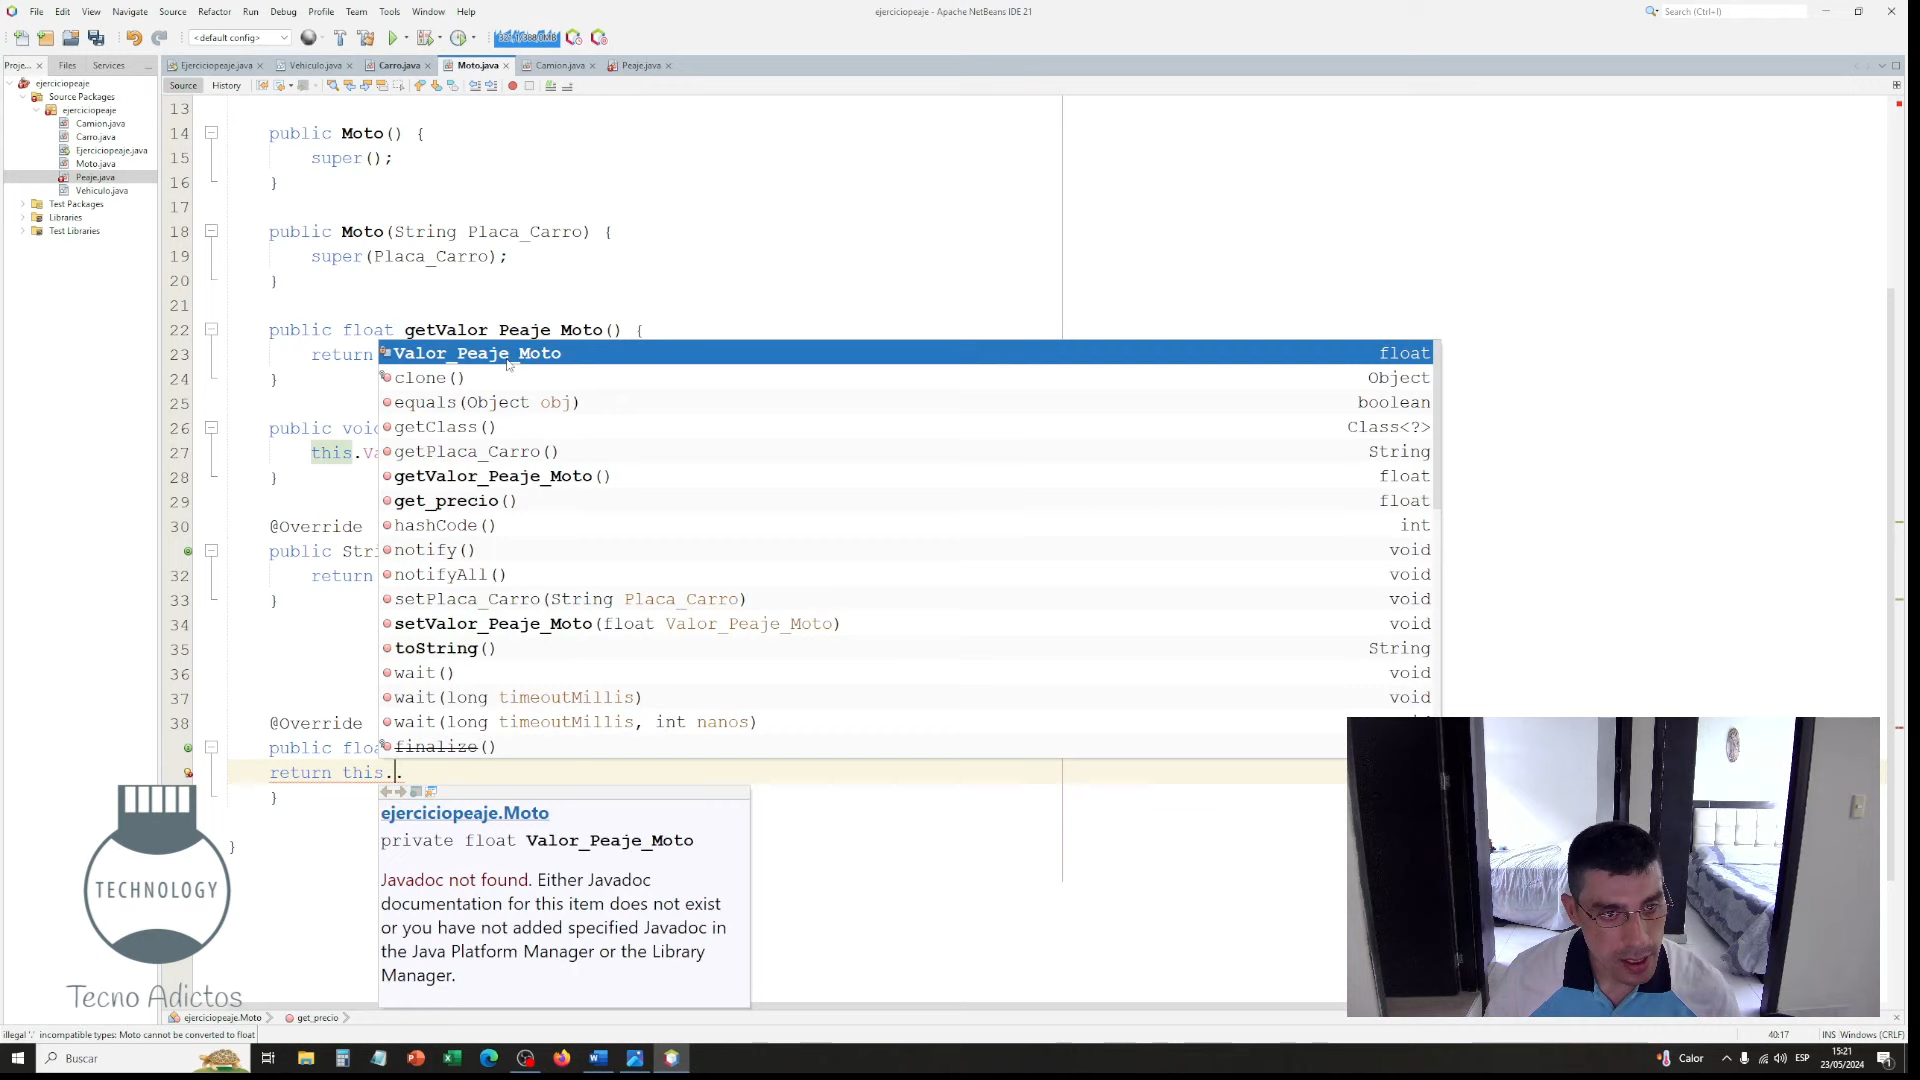 File Edit View Navigate Source Refactor Run Debug Profile Team Tools Window Help
ejerciciopeaje - Apache NetBeans IDE 21
Search (Ctrl+I)
<default config>
Proje...
Files
Services
Ejerciciopeaje.java
Vehiculo.java
Carro.java
Moto.java
Camion.java
Peaje.java
ejerciciopeaje
Source Packages
ejerciciopeaje
Camion.java
Carro.java
Ejerciciopeaje.java
Moto.java
Peaje.java
Vehiculo.java
Test Packages
Libraries
Test Libraries
Source
History
13
14 public Moto() {
15 super();
16 }
17
18 public Moto(String Placa_Carro) {
19 super(Placa_Carro);
20 }
21
22 public float getValor_Peaje_Moto() {
23 return
24 }
25
26 public void
27 this.Va
28 }
29
30 @Override
public Stri
32 return
33 }
34
35
36
37
38 @Override
public floa
return this..
}
}
Valor_Peaje_Moto float
clone() Object
equals(Object obj) boolean
getClass() Class<?>
getPlaca_Carro() String
getValor_Peaje_Moto() float
get_precio() float
hashCode() int
notify() void
notifyAll() void
setPlaca_Carro(String Placa_Carro) void
setValor_Peaje_Moto(float Valor_Peaje_Moto) void
toString() String
wait() void
wait(long timeoutMillis) void
wait(long timeoutMillis, int nanos)
finalize()
ejerciciopeaje.Moto
private float Valor_Peaje_Moto
Javadoc not found. Either Javadoc
documentation for this item does not exist
or you have not added specified Javadoc in
the Java Platform Manager or the Library
Manager.
TECHNOLOGY
Tecno Adictos
ejerciciopeaje.Moto
get_precio
illegal '.' incompatible types: Moto cannot be converted to float
40:17
INS Windows (CRLF)
Buscar
Calor
ESP
15:21
23/05/2024